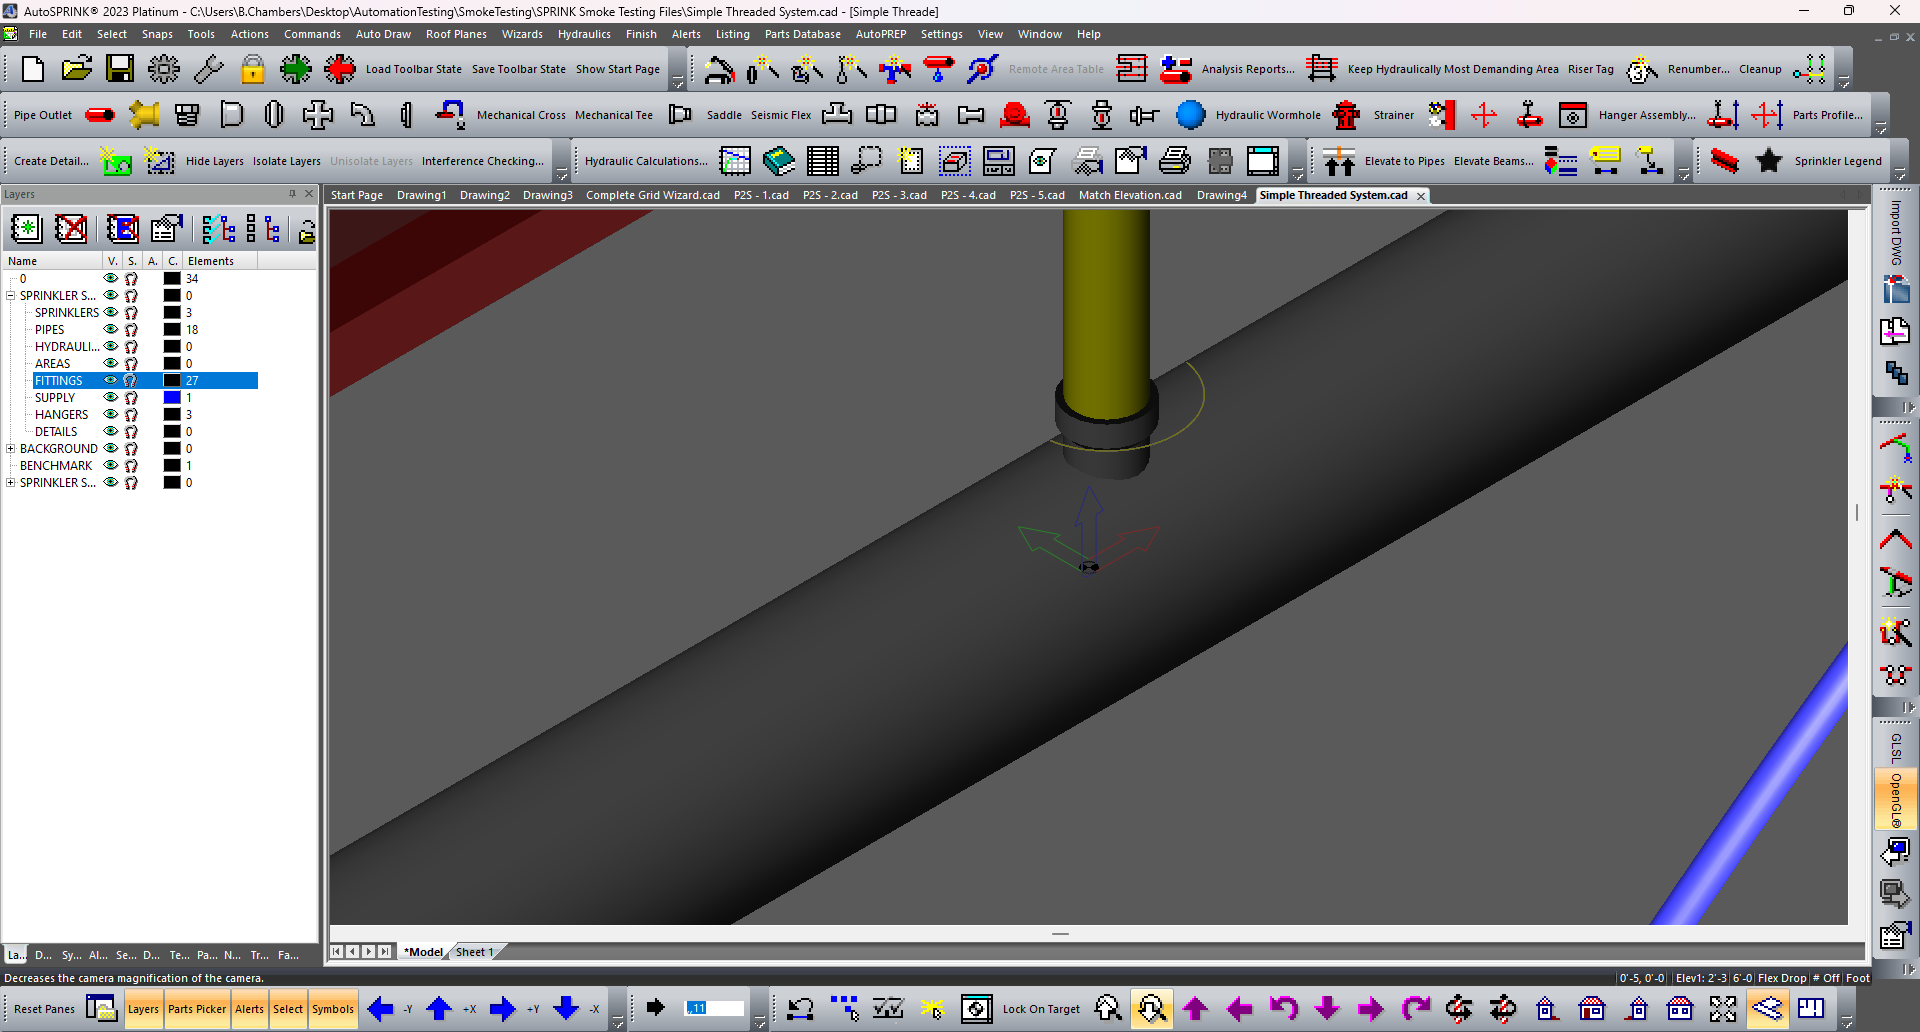 AutoSPRINK® 2023 Platinum - C:\Users\B.Chambers\Desktop\AutomationTesting\SmokeTesting\SPRINK Smoke Testing Files\Simple Threaded System.cad - [Simple Threade]
File Edit Select Snaps Tools Actions Commands Auto Draw Roof Planes Wizards Hydraulics Finish Alerts Listing Parts Database AutoPREP Settings View Window Help
Load Toolbar State Save Toolbar State Show Start Page Remote Area Table Analysis Reports... Keep Hydraulically Most Demanding Area Riser Tag Renumber... Cleanup
Pipe Outlet Mechanical Cross Mechanical Tee Saddle Seismic Flex Hydraulic Wormhole Strainer Hanger Assembly... Parts Profile...
Create Detail... Hide Layers Isolate Layers Unisolate Layers Interference Checking... Hydraulic Calculations... Elevate to Pipes Elevate Beams... Sprinkler Legend
Layers
Start Page Drawing1 Drawing2 Drawing3 Complete Grid Wizard.cad P2S - 1.cad P2S - 2.cad P2S - 3.cad P2S - 4.cad P2S - 5.cad Match Elevation.cad Drawing4 Simple Threaded System.cad
Import DWG
Name V. S. A. C. Elements
0 34
SPRINKLER S... 0
SPRINKLERS 3
PIPES 18
HYDRAULI... 0
AREAS 0
FITTINGS 27
SUPPLY 1
HANGERS 3
DETAILS 0
BACKGROUND 0
BENCHMARK 1
SPRINKLER S... 0
GLSL
OpenGL®
*Model Sheet 1
La... D... Sy... Al... Se... D... Te... Pa... N... Tr... Fa...
Decreases the camera magnification of the camera.
0'-5, 0'-0 Elev1: 2'-3 6'-0 Flex Drop # Off Foot
Reset Panes Layers Parts Picker Alerts Select Symbols -Y +X +Y -X ,,11 Lock On Target